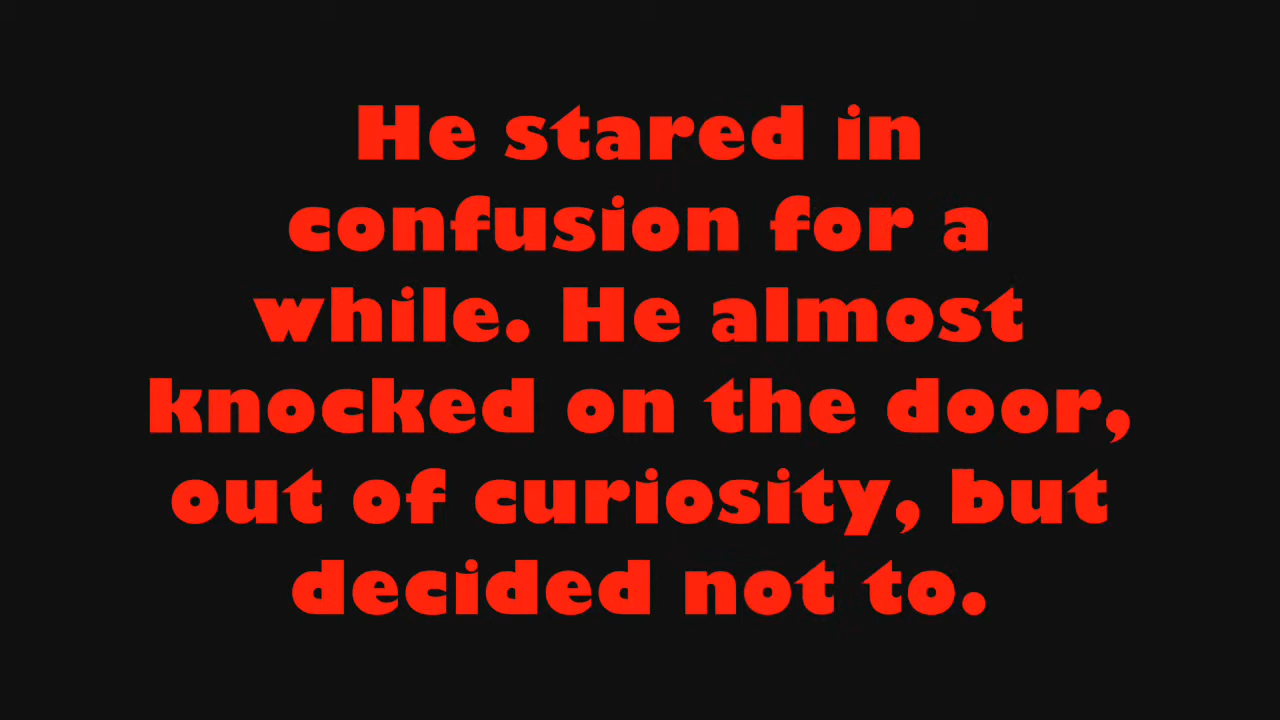 He stared in
confusion for a
while. He almost
knocked on the door,
out of curiosity, but
decided not to.